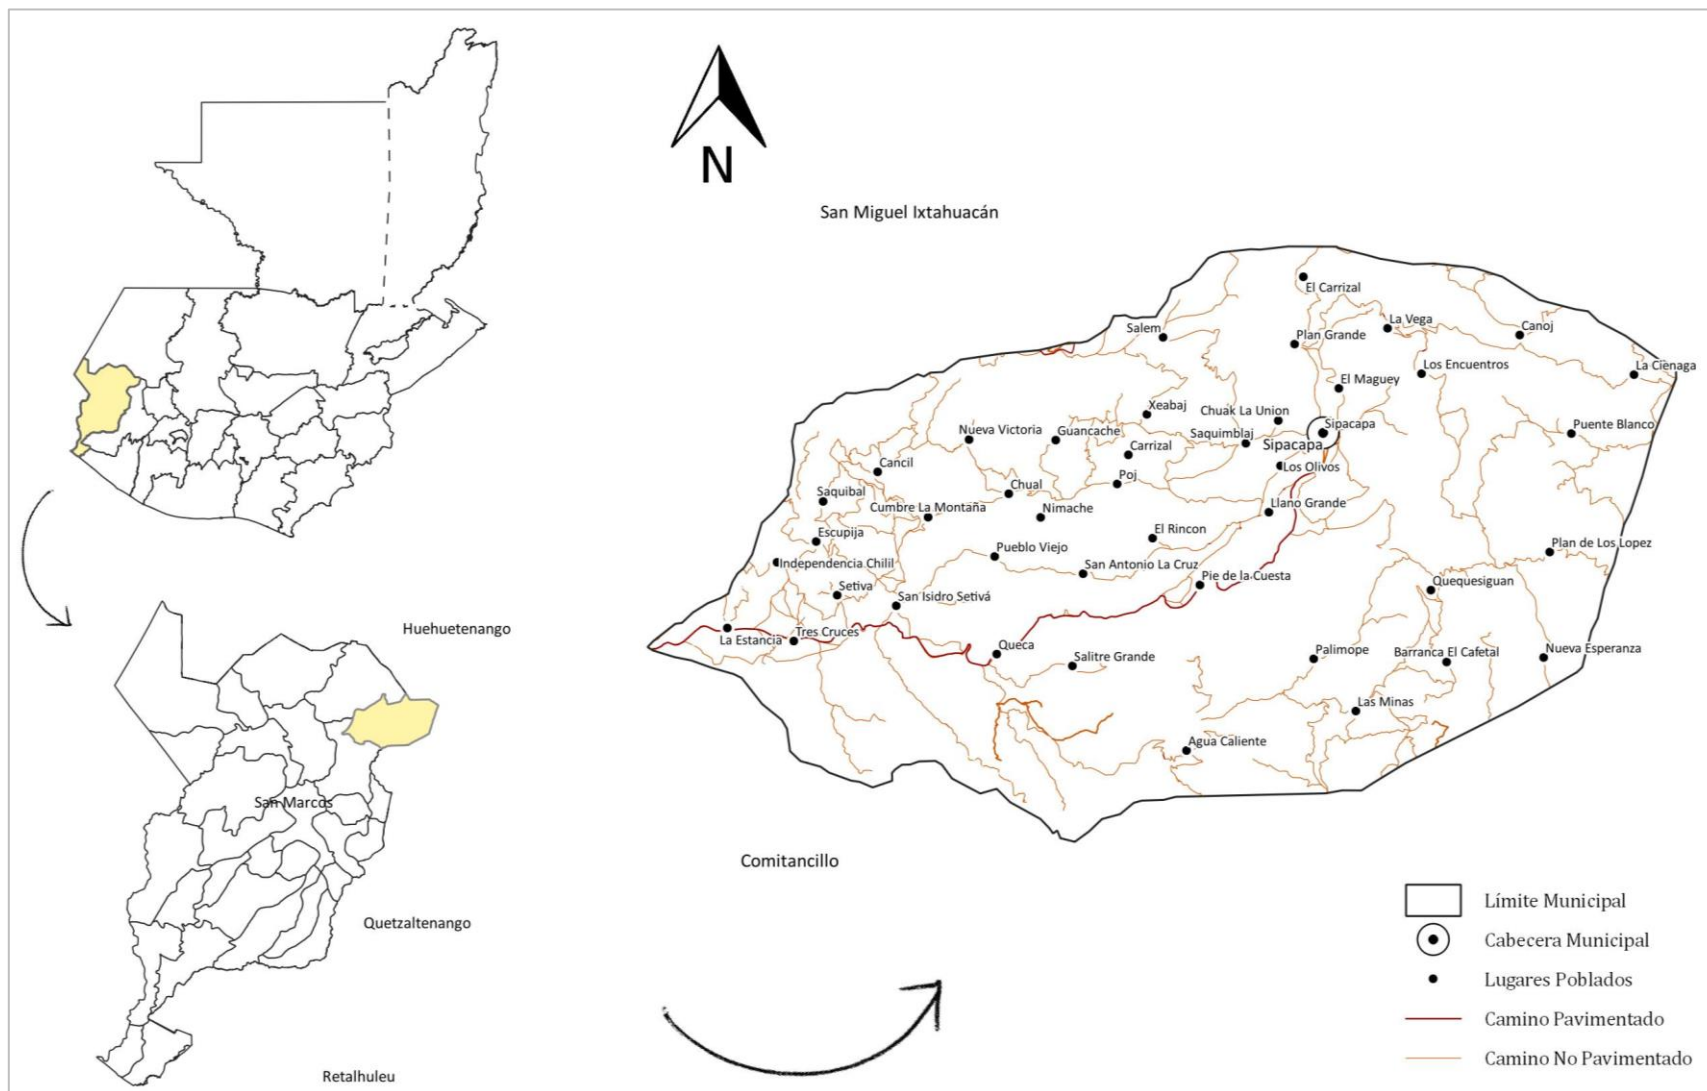 N
San Miguel Ixtahuacán
El Carrizal
La Vega
Canoj
Salem
Plan Grande
Los Encuentros
La Cienaga
El Maguey
Xeabaj
Chuak La Union
Sipacapa
Puente Blanco
Nueva Victoria
Guancache
Saquimblaj
Sipacapa
Carrizal
Cancil
Los Olivos
Poj
Chual
Saquibal
Cumbre La Montaña
Nimache
Llano Grande
El Rincon
Escupija
Pueblo Viejo
Plan de Los Lopez
Independencia Chilil
San Antonio La Cruz
Pie de la Cuesta
Quequesiguan
Setiva
San Isidro Setivá
La Estancia
Tres Cruces
Queca
Salitre Grande
Palimope
Barranca El Cafetal
Nueva Esperanza
Las Minas
Agua Caliente
Huehuetenango
San Marcos
Quetzaltenango
Retalhuleu
Comitancillo
Límite Municipal
Cabecera Municipal
Lugares Poblados
Camino Pavimentado
Camino No Pavimentado